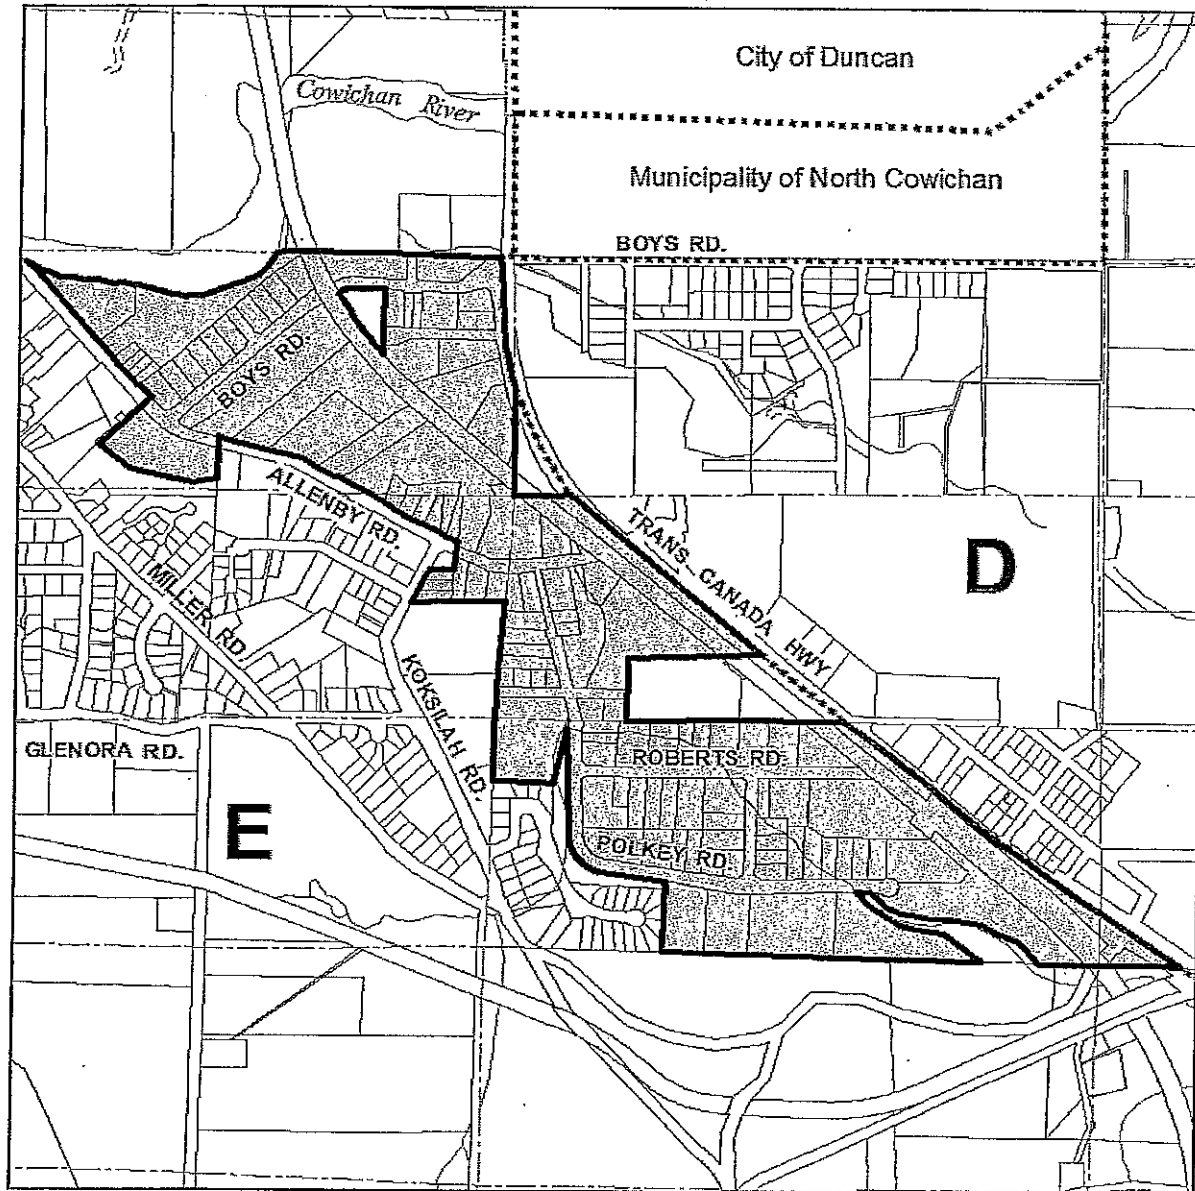 City of Duncan
Cowichan River
Municipality of North Cowichan
BOYS RD.
BOYS RD.
ALLENBY RD.
TRANS-CANADA HWY
D
MILLER RD.
KOKSILAH RD.
GLENORA RD.
ROBERTS RD.
E
POLKEY RD.